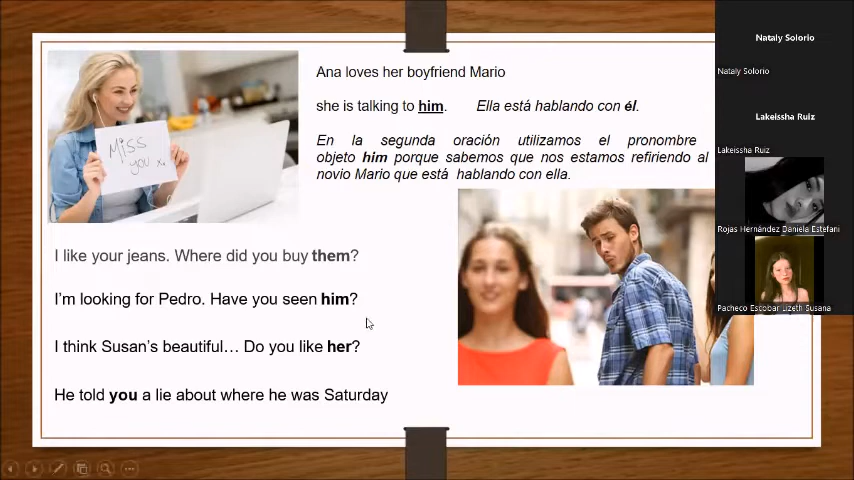 Ana loves her boyfriend Mario
she is talking to him. Ella está hablando con él.
En la segunda oración utilizamos el pronombre
objeto him porque sabemos que nos estamos refiriendo al
novio Mario que está hablando con ella.
MISS
YOU xx
I like your jeans. Where did you buy them?
I'm looking for Pedro. Have you seen him?
I think Susan's beautiful… Do you like her?
He told you a lie about where he was Saturday
Nataly Solorio
Nataly Solorio
Lakeissha Ruiz
Lakeissha Ruiz
Rojas Hernández Daniela Estefani
Pacheco Escobar Lizeth Susana